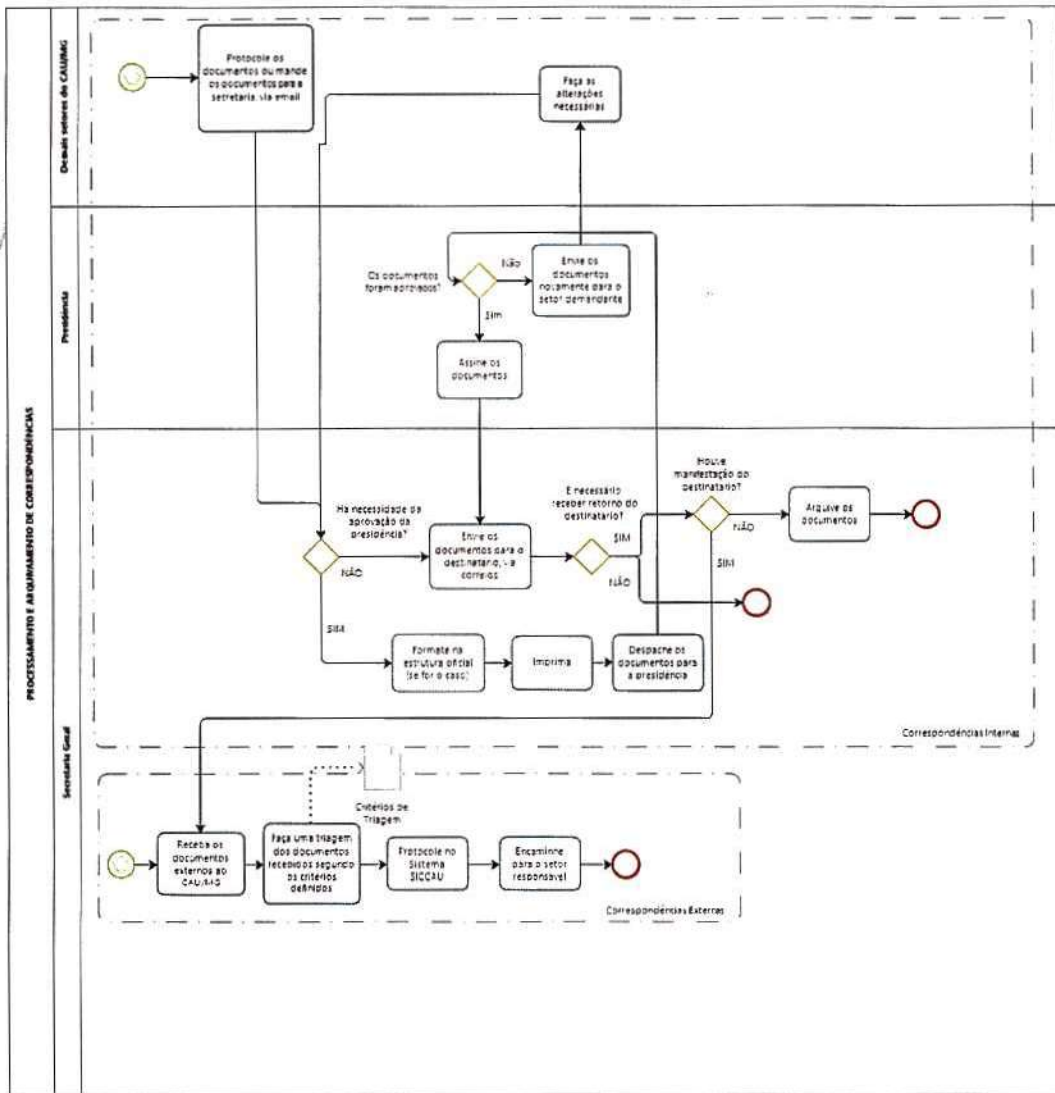 PROCESSAMENTO E ARQUIVAMENTO DE CORRESPONDÊNCIAS
Demais setores do CAU/MG
Protocole os
documentos ou mande
os documentos para a
secretaria, via email
Faça as
alterações
necessárias
Presidência
Os documentos
foram aprovados?
Não
Envie os
documentos
novamente para o
setor demandante
Sim
Assine os
documentos
Secretaria Geral
Há necessidade da
aprovação da
presidência?
NÃO
SIM
Envie os
documentos para o
destinatário, via
correios
É necessário
receber retorno do
destinatário?
SIM
NÃO
Houve
manifestação do
destinatário?
NÃO
SIM
Arquive os
documentos
Formate na
estrutura oficial
(se for o caso)
Imprima
Despache os
documentos para
a presidência
Correspondências Internas
Critérios de
Triagem
Receba os
documentos
externos ao
CAU/MG
Faça uma triagem
dos documentos
recebidos segundo
os critérios
definidos
Protocole no
Sistema
SICCAU
Encaminhe
para o setor
responsável
Correspondências Externas